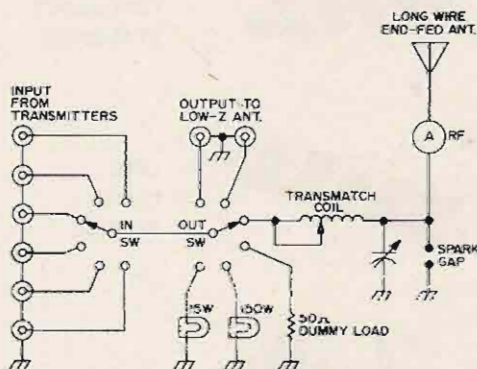 LONG WIRE
END-FED ANT.
INPUT
FROM
TRANSMITTERS
OUTPUT TO
LOW-Z ANT.
A
RF
TRANSMATCH
COIL
IN
SW
OUT
SW
SPARK
GAP
15W
150W
50Ω
DUMMY LOAD